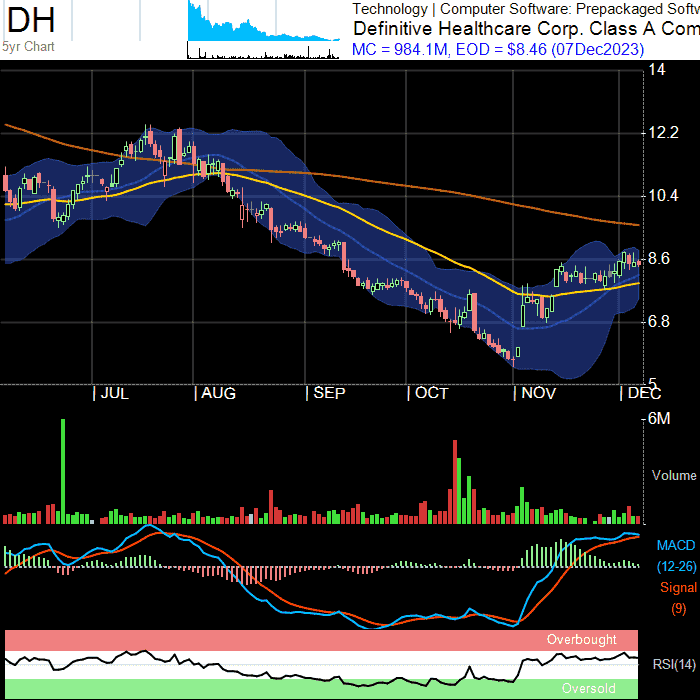 DH
5yr Chart
Technology | Computer Software: Prepackaged Softw
Definitive Healthcare Corp. Class A Com
MC = 984.1M, EOD = $8.46 (07Dec2023)
14
12.2
10.4
8.6
6.8
5
JUL AUG SEP OCT NOV DEC
6M
Volume
MACD
(12-26)
Signal
(9)
Overbought
RSI(14)
Oversold